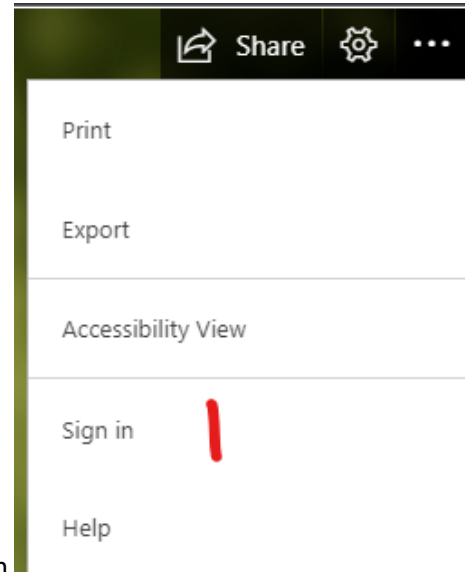 Share
Print
Export
Accessibility View
Sign in
Help